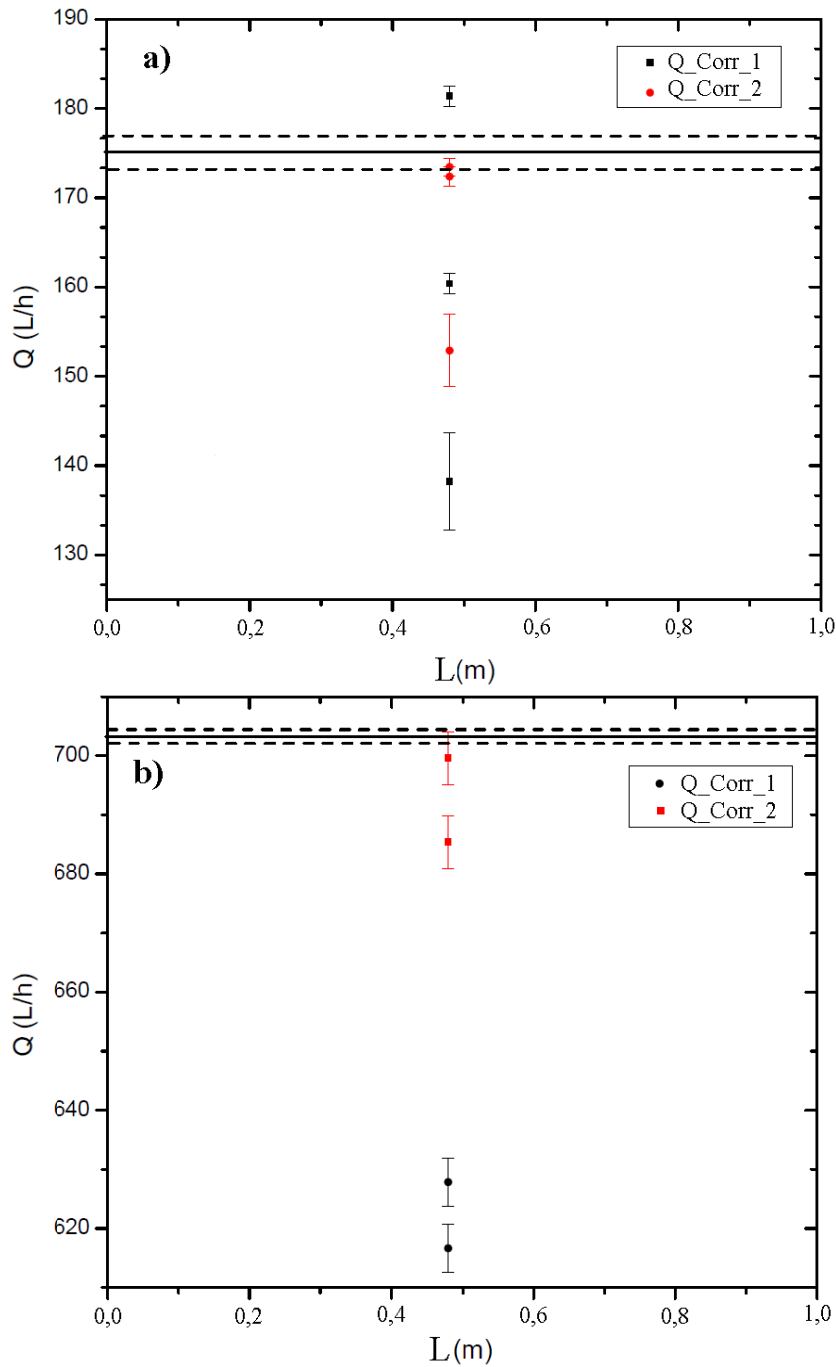 190
a)
Q_Corr_1
Q_Corr_2
180
170
160
150
140
130
Q (L/h)
0,0 0,2 0,4 0,6 0,8 1,0
L(m)
b)
Q_Corr_1
Q_Corr_2
700
680
660
640
620
Q (L/h)
0,0 0,2 0,4 0,6 0,8 1,0
L(m)